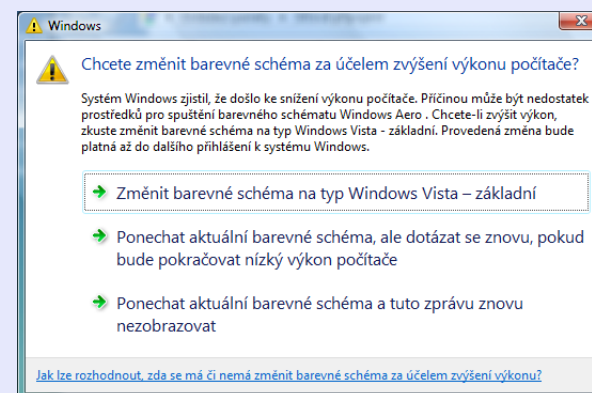 Windows
Chcete změnit barevné schéma za účelem zvýšení výkonu počítače?
Systém Windows zjistil, že došlo ke snížení výkonu počítače. Příčinou může být nedostatek
prostředků pro spuštění barevného schématu Windows Aero . Chcete-li zvýšit výkon,
zkuste změnit barevné schéma na typ Windows Vista - základní. Provedená změna bude
platná až do dalšího přihlášení k systému Windows.
Změnit barevné schéma na typ Windows Vista – základní
Ponechat aktuální barevné schéma, ale dotázat se znovu, pokud
bude pokračovat nízký výkon počítače
Ponechat aktuální barevné schéma a tuto zprávu znovu
nezobrazovat
Jak lze rozhodnout, zda se má či nemá změnit barevné schéma za účelem zvýšení výkonu?